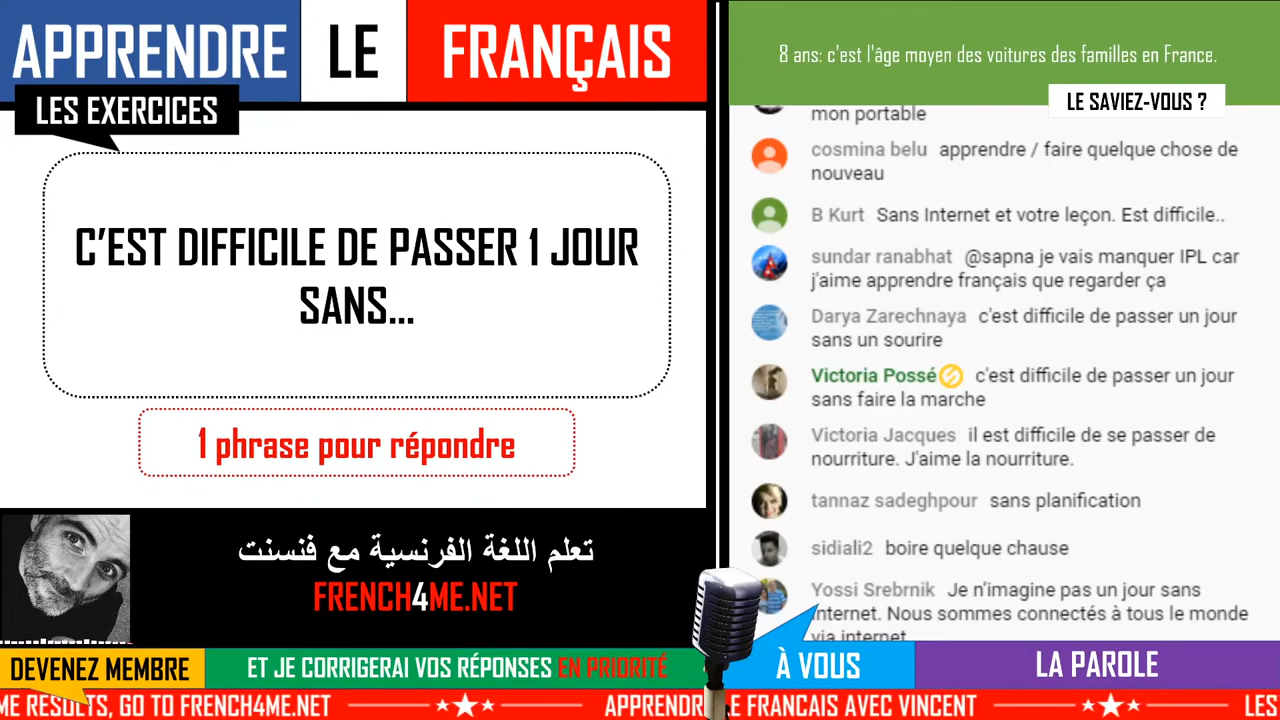 APPRENDRE LE FRANÇAIS
LES EXERCICES
C'EST DIFFICILE DE PASSER 1 JOUR
SANS...
1 phrase pour répondre
تعلم اللغة الفرنسية مع فنسنت
FRENCH4ME.NET
DEVENEZ MEMBRE
ET JE CORRIGERAI VOS RÉPONSES EN PRIORITÉ
8 ans: c'est l'âge moyen des voitures des familles en France.
LE SAVIEZ-VOUS ?
mon portable
cosmina belu apprendre / faire quelque chose de
nouveau
B Kurt Sans Internet et votre leçon. Est difficile..
sundar ranabhat @sapna je vais manquer IPL car
j'aime apprendre français que regarder ça
Darya Zarechnaya c'est difficile de passer un jour
sans un sourire
Victoria Possé c'est difficile de passer un jour
sans faire la marche
Victoria Jacques il est difficile de se passer de
nourriture. J'aime la nourriture.
tannaz sadeghpour sans planification
sidiali2 boire quelque chause
Yossi Srebrnik Je n'imagine pas un jour sans
internet. Nous sommes connectés à tous le monde
via internet
À VOUS
LA PAROLE
ME RESULTS, GO TO FRENCH4ME.NET APPRENDRE LE FRANCAIS AVEC VINCENT LES